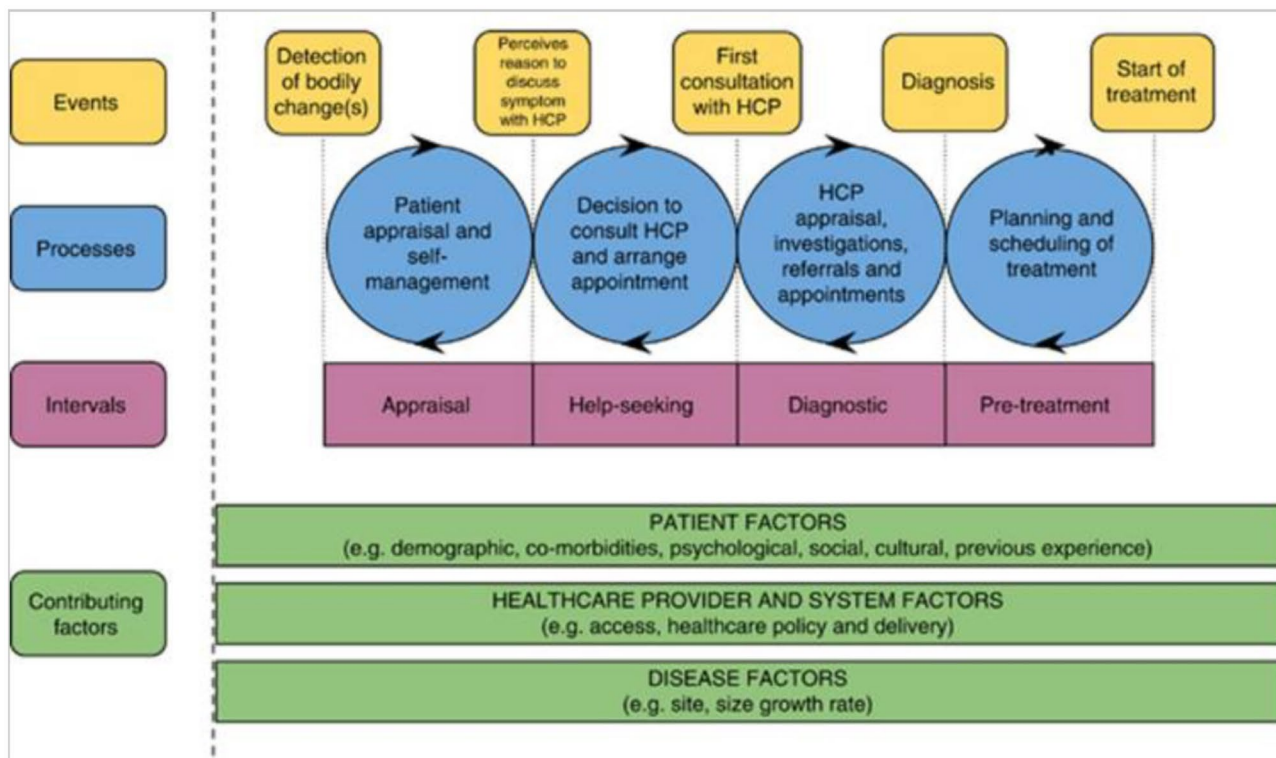 Events
Detection
of bodily
change(s)
Perceives
reason to
discuss
symptom
with HCP
First
consultation
with HCP
Diagnosis
Start of
treatment
Processes
Patient
appraisal and
self-
management
Decision to
consult HCP
and arrange
appointment
HCP
appraisal,
investigations,
referrals and
appointments
Planning and
scheduling of
treatment
Intervals
Appraisal
Help-seeking
Diagnostic
Pre-treatment
Contributing
factors
PATIENT FACTORS
(e.g. demographic, co-morbidities, psychological, social, cultural, previous experience)
HEALTHCARE PROVIDER AND SYSTEM FACTORS
(e.g. access, healthcare policy and delivery)
DISEASE FACTORS
(e.g. site, size growth rate)